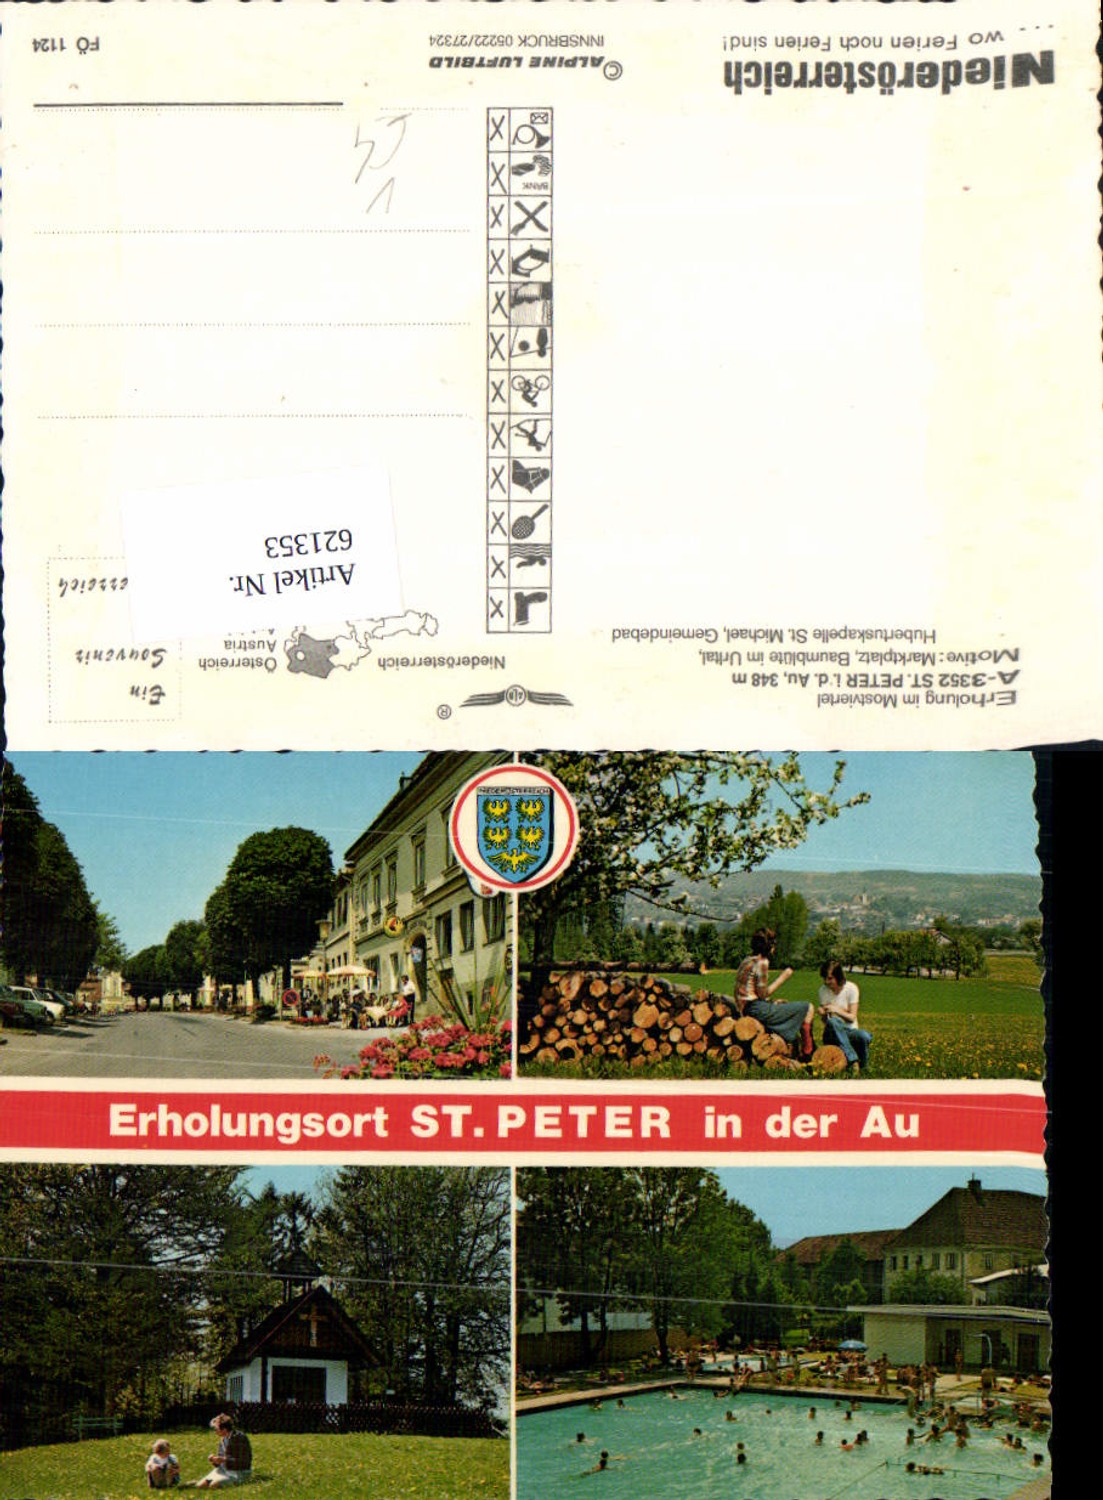 Erholung im Mostviertel
A-3352 ST. PETER i. d. Au, 348 m
Motive: Marktplatz, Baumblüte im Urltal,
Hubertuskapelle St. Michael, Gemeindebad
®
Niederösterreich
Österreich
Austria
Ein
Souvenir
Artikel Nr.
621353
BANK
Niederösterreich
... wo Ferien noch Ferien sind!
© ALPINE LUFTBILD
INNSBRUCK 05222/27324
FÖ 1124
NIEDERÖSTERREICH
Erholungsort ST. PETER in der Au